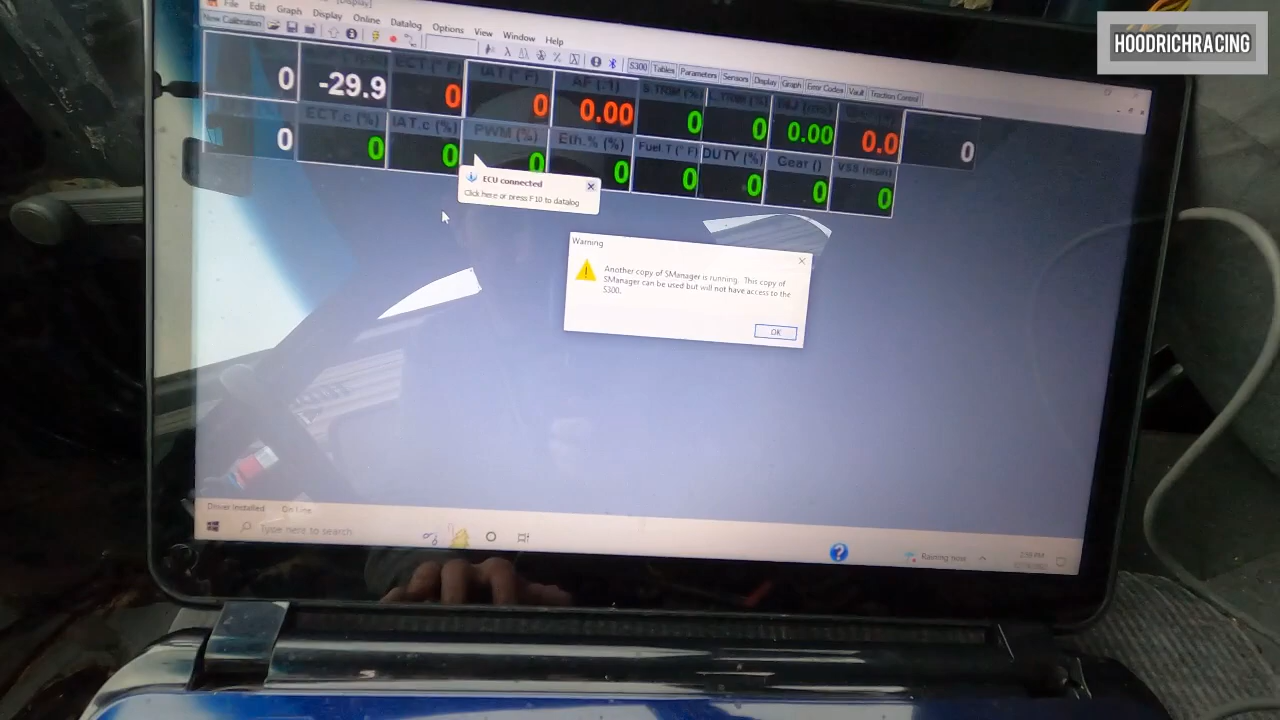 HOODRICHRACING
Display]
File Edit Graph Display Online Datalog Options View Window Help
New Calibration
S300 Tables Parameters Sensors Display Graph Error Codes Vault Traction Control
ECT (° F) IAT (° F) AF (:1) S.TRIM (%) L.TRIM (%)
0 -29.9 0 0 0.00 0 0 0.00 0.0 0
ECT.c (%) IAT.c (%) PWM (%) Eth.% (%) Fuel T (° F) DUTY (%) Gear () VSS (mph)
0 0 0 0 0 0 0 0 0
ECU connected
Click here or press F10 to datalog
Warning
Another copy of SManager is running. This copy of
SManager can be used but will not have access to the
S300.
OK
Driver Installed On Line
Type here to search
Raining now
2:59 PM